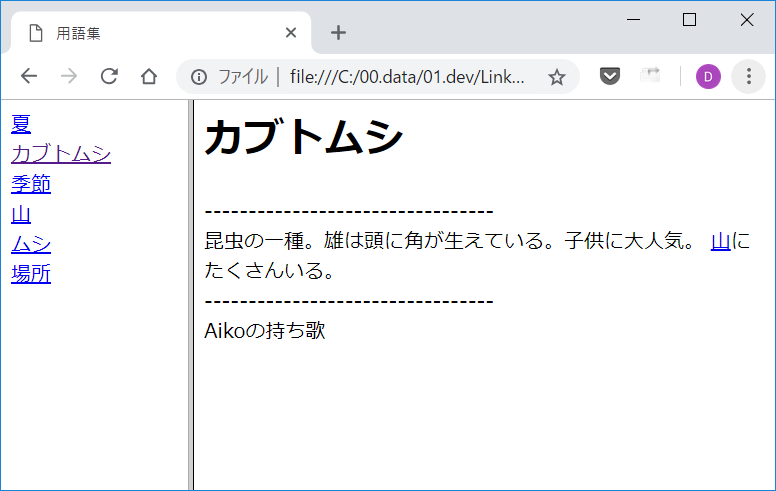 用語集
ファイル | file:///C:/00.data/01.dev/Link...
D
夏
カブトムシ
季節
山
ムシ
場所
カブトムシ
---------------------------------
昆虫の一種。雄は頭に角が生えている。子供に大人気。 山に
たくさんいる。
---------------------------------
Aikoの持ち歌